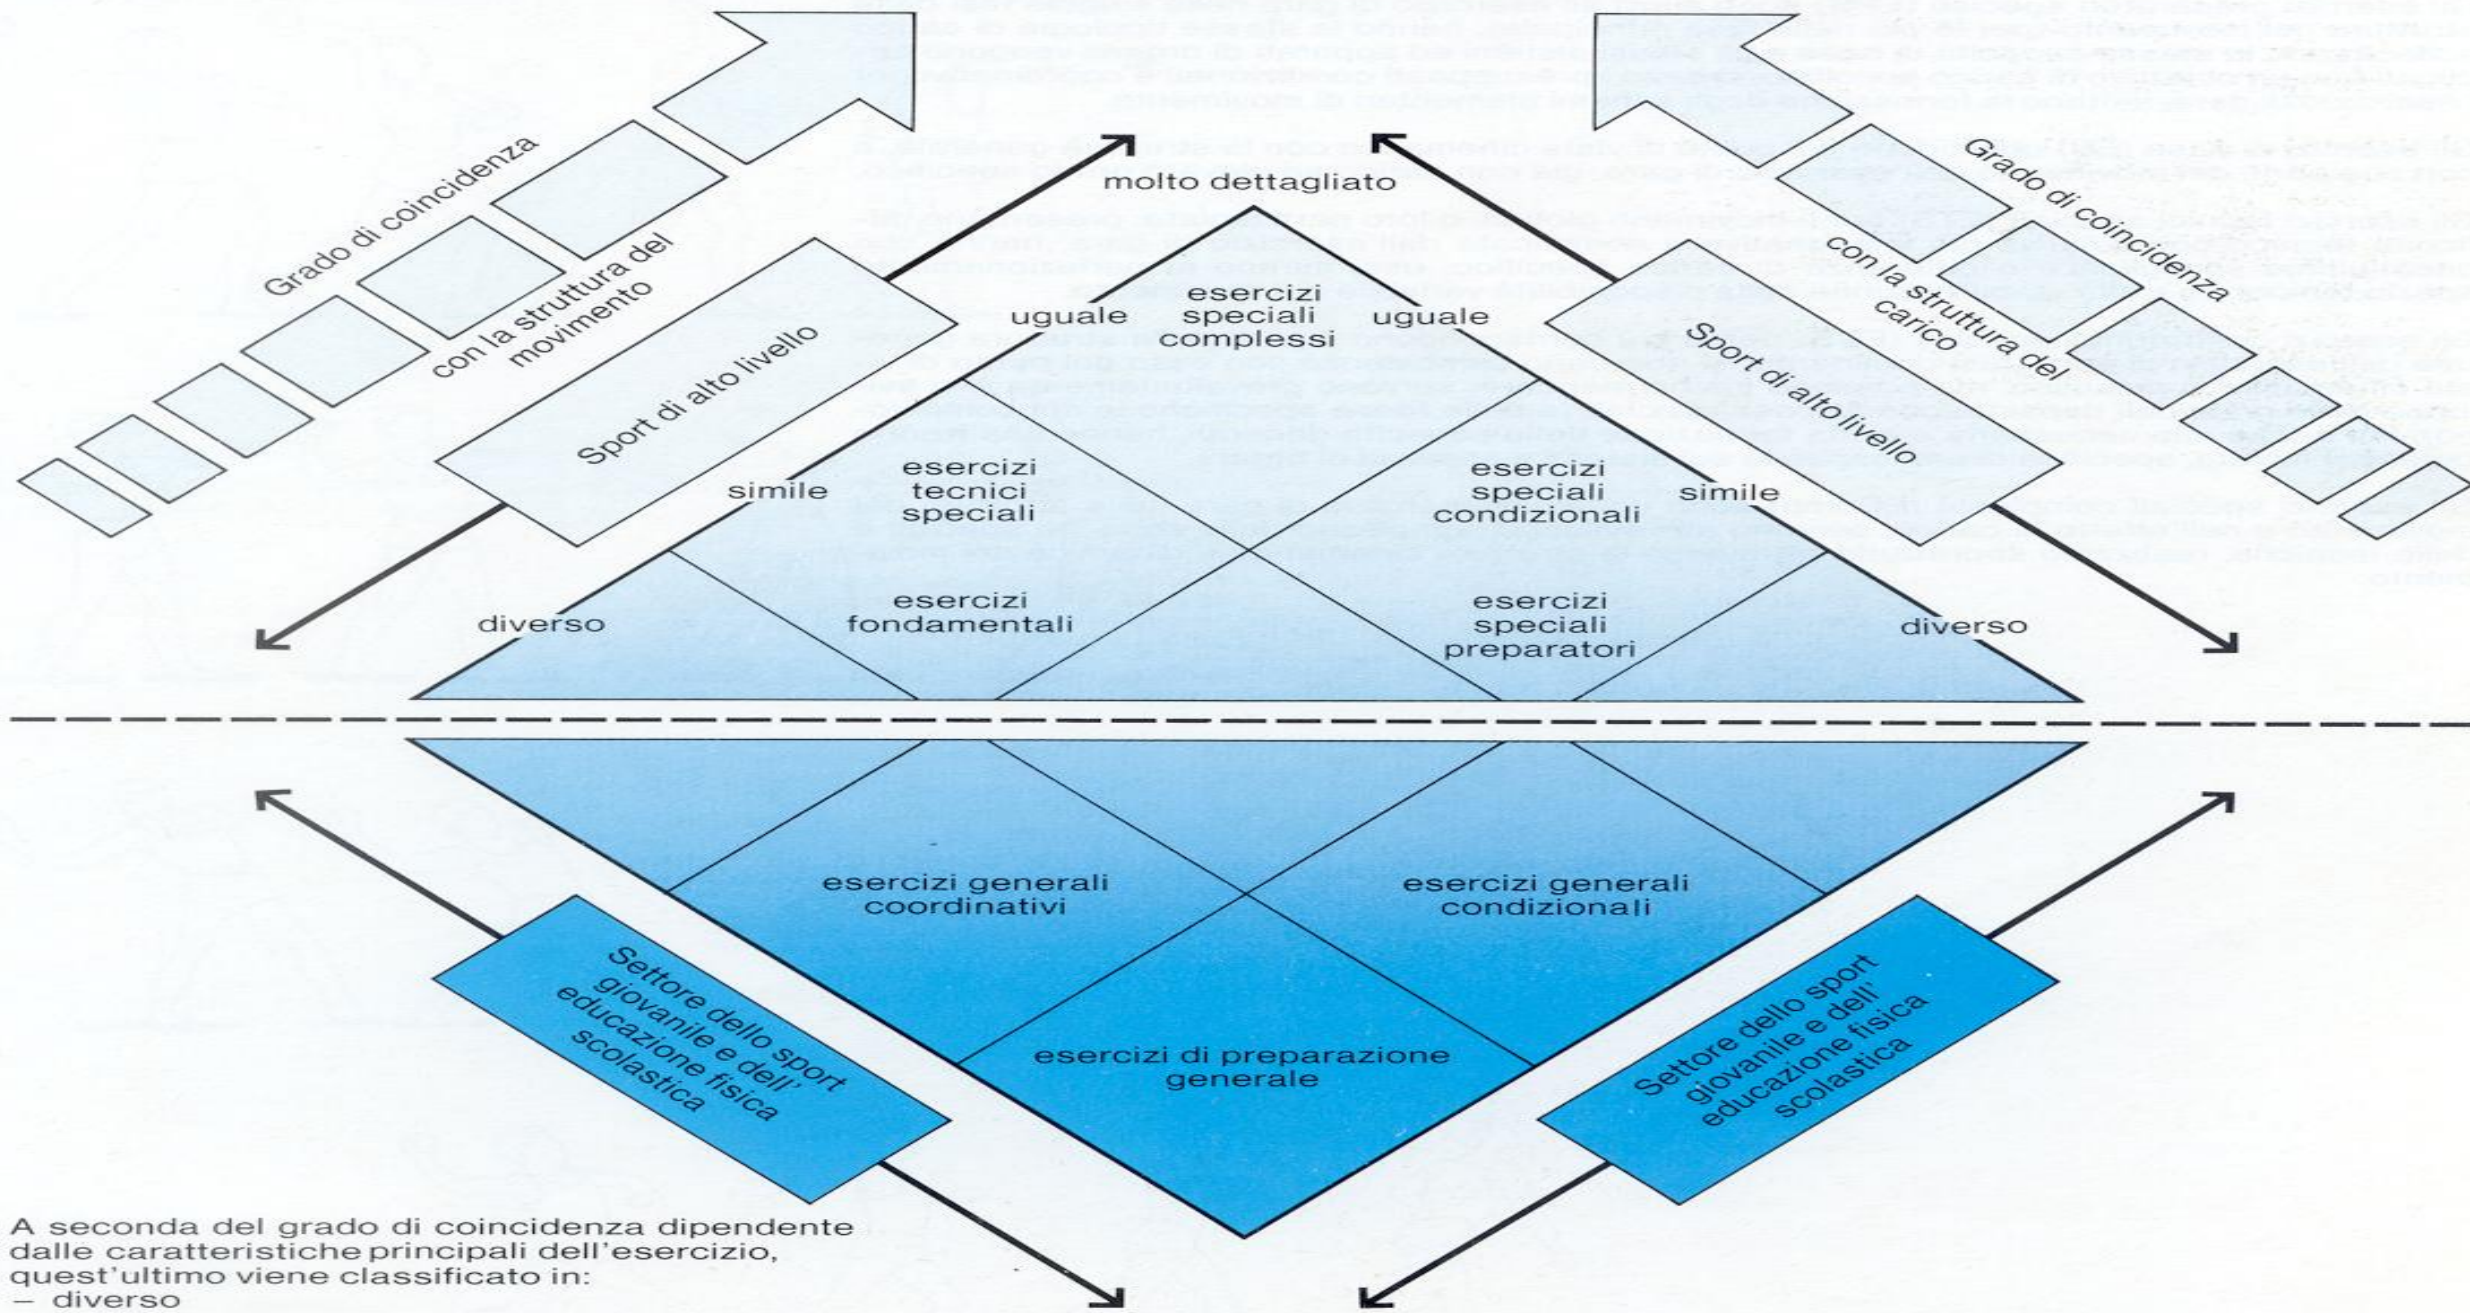 Grado di coincidenza
con la struttura del
movimento
Sport di alto livello
molto dettagliato
Grado di coincidenza
con la struttura del
carico
Sport di alto livello
uguale
esercizi
speciali
complessi
uguale
simile
esercizi
tecnici
speciali
esercizi
speciali
condizionali
simile
diverso
esercizi
fondamentali
esercizi
speciali
preparatori
diverso
esercizi generali
coordinativi
esercizi generali
condizionali
esercizi di preparazione
generale
Settore dello sport
giovanile e dell'
educazione fisica
scolastica
Settore dello sport
giovanile e dell'
educazione fisica
scolastica
A seconda del grado di coincidenza dipendente
dalle caratteristiche principali dell'esercizio,
quest'ultimo viene classificato in:
– diverso